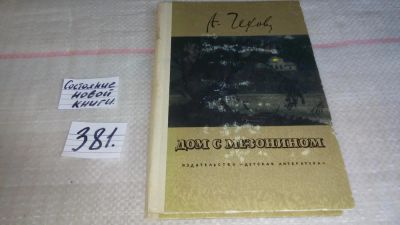 Состояние
новой
книги.
381.
А. Чехов
ДОМ С МЕЗОНИНОМ
ИЗДАТЕЛЬСТВО «ДЕТСКАЯ ЛИТЕРАТУРА»